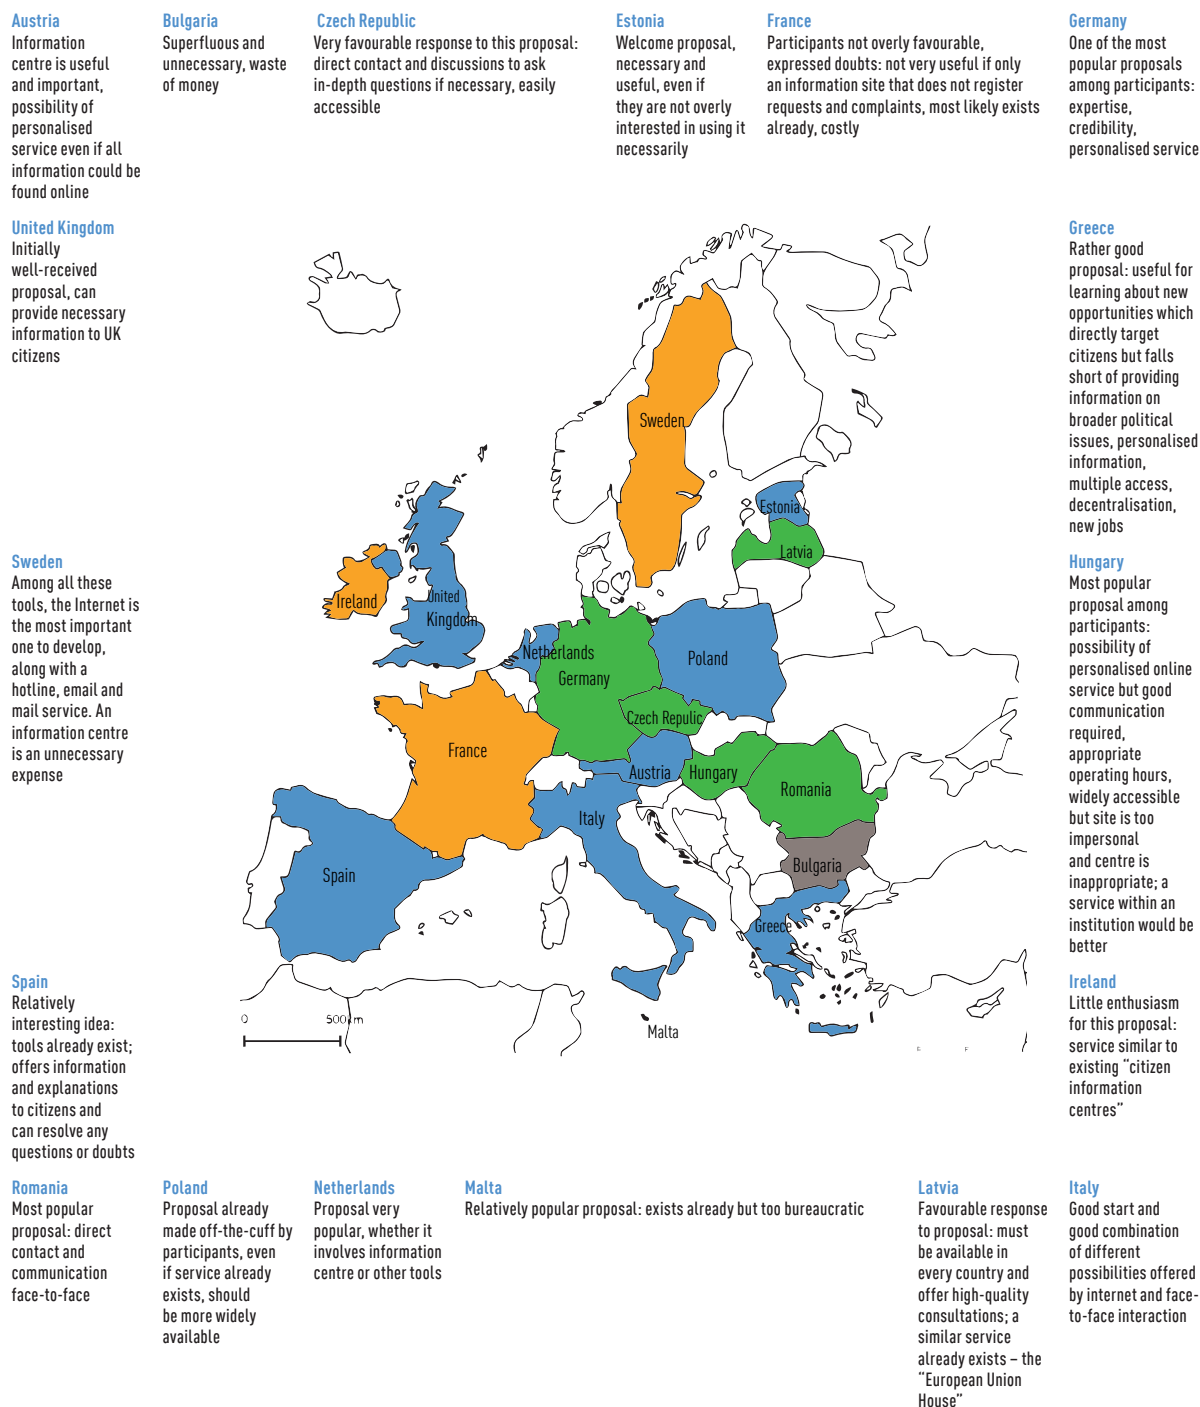 Austria
Information
centre is useful
and important,
possibility of
personalised
service even if all
information could be
found online
Bulgaria
Superfluous and
unnecessary, waste
of money
Czech Republic
Very favourable response to this proposal:
direct contact and discussions to ask
in-depth questions if necessary, easily
accessible
Estonia
Welcome proposal,
necessary and
useful, even if
they are not overly
interested in using it
necessarily
France
Participants not overly favourable,
expressed doubts: not very useful if only
an information site that does not register
requests and complaints, most likely exists
already, costly
Germany
One of the most
popular proposals
among participants:
expertise,
credibility,
personalised service
United Kingdom
Initially
well-received
proposal, can
provide necessary
information to UK
citizens
Greece
Rather good
proposal: useful for
learning about new
opportunities which
directly target
citizens but falls
short of providing
information on
broader political
issues, personalised
information,
multiple access,
decentralisation,
new jobs
Sweden
Among all these
tools, the Internet is
the most important
one to develop,
along with a
hotline, email and
mail service. An
information centre
is an unnecessary
expense
Hungary
Most popular
proposal among
participants:
possibility of
personalised online
service but good
communication
required,
appropriate
operating hours,
widely accessible
but site is too
impersonal
and centre is
inappropriate; a
service within an
institution would be
better
Sweden
Estonia
Latvia
Ireland
United
Kingdom
Netherlands
Germany
Poland
Czech Repulic
France
Austria
Hungary
Romania
Italy
Bulgaria
Spain
Greece
Malta
0 500km
Spain
Relatively
interesting idea:
tools already exist;
offers information
and explanations
to citizens and
can resolve any
questions or doubts
Ireland
Little enthusiasm
for this proposal:
service similar to
existing “citizen
information
centres”
Romania
Most popular
proposal: direct
contact and
communication
face-to-face
Poland
Proposal already
made off-the-cuff by
participants, even
if service already
exists, should
be more widely
available
Netherlands
Proposal very
popular, whether it
involves information
centre or other tools
Malta
Relatively popular proposal: exists already but too bureaucratic
Latvia
Favourable response
to proposal: must
be available in
every country and
offer high-quality
consultations; a
similar service
already exists – the
“European Union
House”
Italy
Good start and
good combination
of different
possibilities offered
by internet and face-
to-face interaction